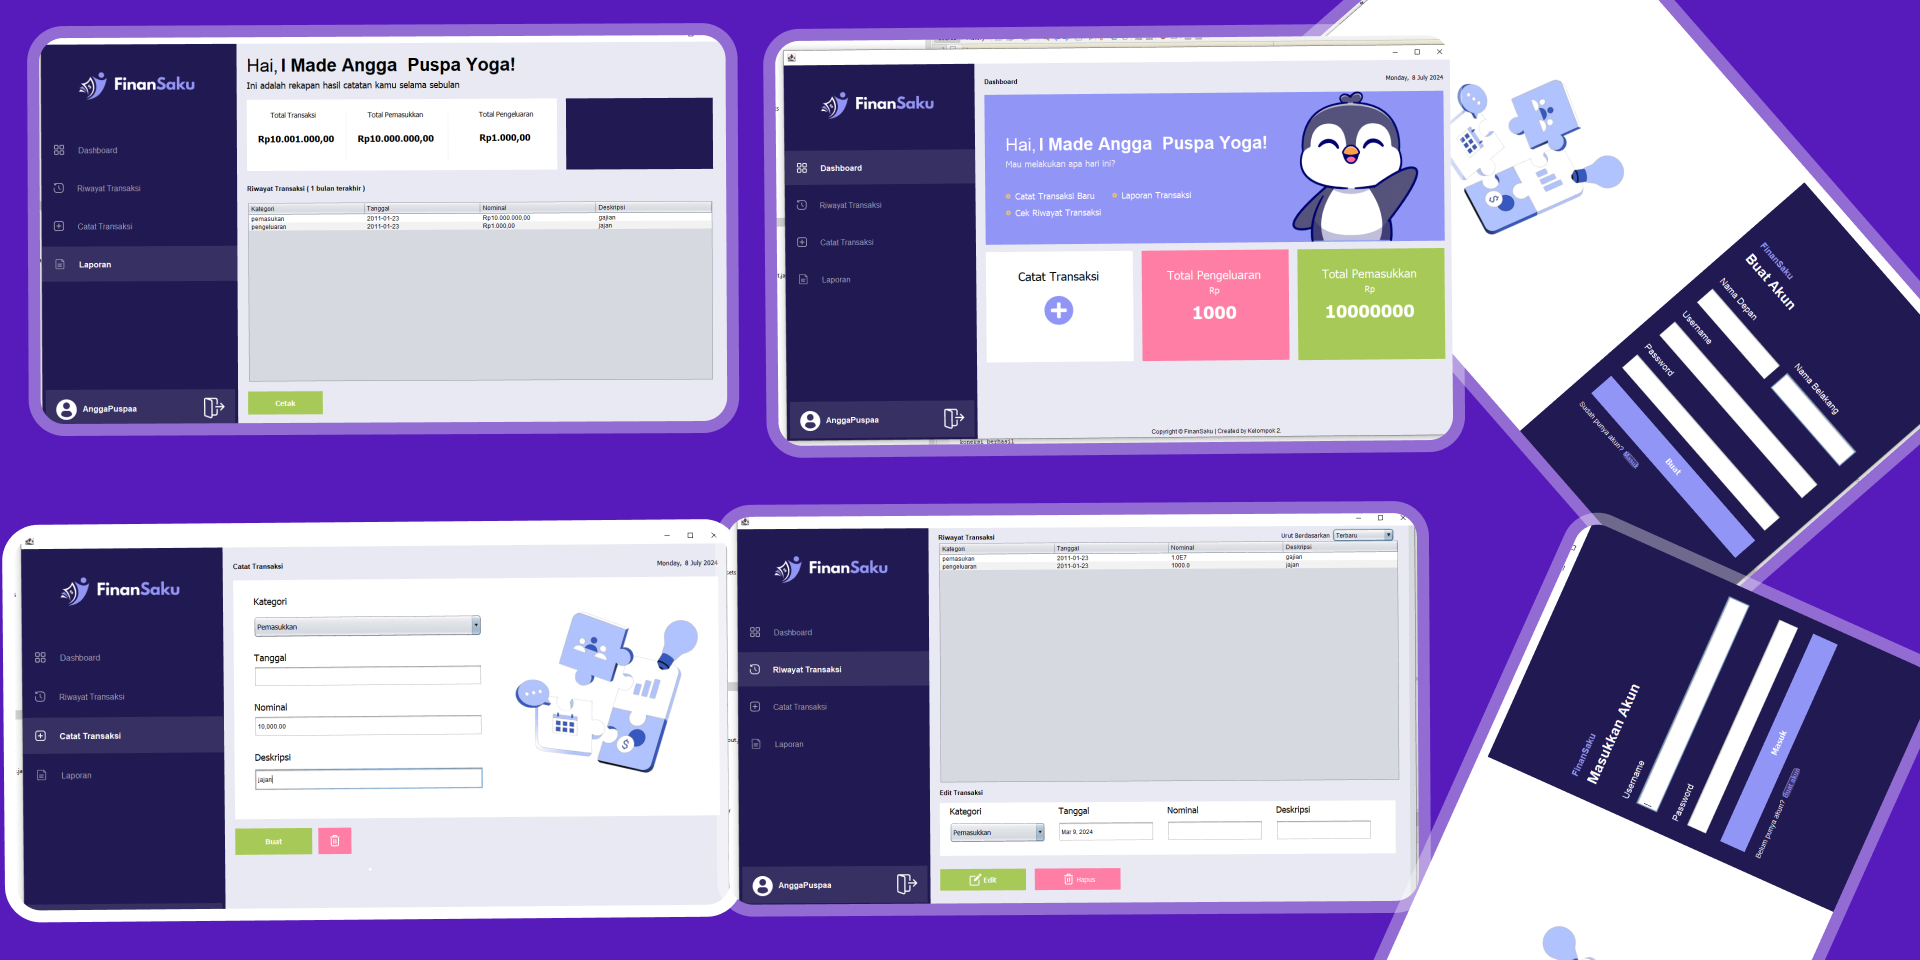 FinanSaku
Dashboard
Riwayat Transaksi
Catat Transaksi
Laporan
AnggaPuspaa
Hai, I Made Angga Puspa Yoga!
Ini adalah rekapan hasil catatan kamu selama sebulan
Total Transaksi Total Pemasukkan Total Pengeluaran
Rp10.001.000,00 Rp10.000.000,00 Rp1.000,00
Riwayat Transaksi ( 1 bulan terakhir )
Kategori Tanggal Nominal Deskripsi
pemasukan 2011-01-23 Rp10.000.000,00 gajian
pengeluaran 2011-01-23 Rp1.000,00 jajan
Cetak
FinanSaku
Dashboard
Riwayat Transaksi
Catat Transaksi
Laporan
AnggaPuspaa
Dashboard Monday, 8 July 2024
Hai, I Made Angga Puspa Yoga!
Mau melakukan apa hari ini?
Catat Transaksi Baru Laporan Transaksi
Cek Riwayat Transaksi
Catat Transaksi
Total Pengeluaran
Rp
1000
Total Pemasukkan
Rp
10000000
Copyright © FinanSaku | Created by Kelompok 2.
koneksi berhasil
FinanSaku
Buat Akun
Nama Depan
Nama Belakang
Username
Password
Buat
Sudah punya akun? Masuk
FinanSaku
Dashboard
Riwayat Transaksi
Catat Transaksi
Laporan
Catat Transaksi Monday, 8 July 2024
Kategori
Pemasukkan
Tanggal
Nominal
10,000.00
Deskripsi
jajan
Buat
FinanSaku
Dashboard
Riwayat Transaksi
Catat Transaksi
Laporan
AnggaPuspaa
Riwayat Transaksi Urut Berdasarkan Terbaru
Kategori Tanggal Nominal Deskripsi
pemasukan 2011-01-23 1.0E7 gajian
pengeluaran 2011-01-23 1000.0 jajan
Edit Transaksi
Kategori Tanggal Nominal Deskripsi
Pemasukkan Mar 9, 2024
Edit Hapus
FinanSaku
Masukkan Akun
Username
Password
Masuk
Belum punya akun? Buat akun